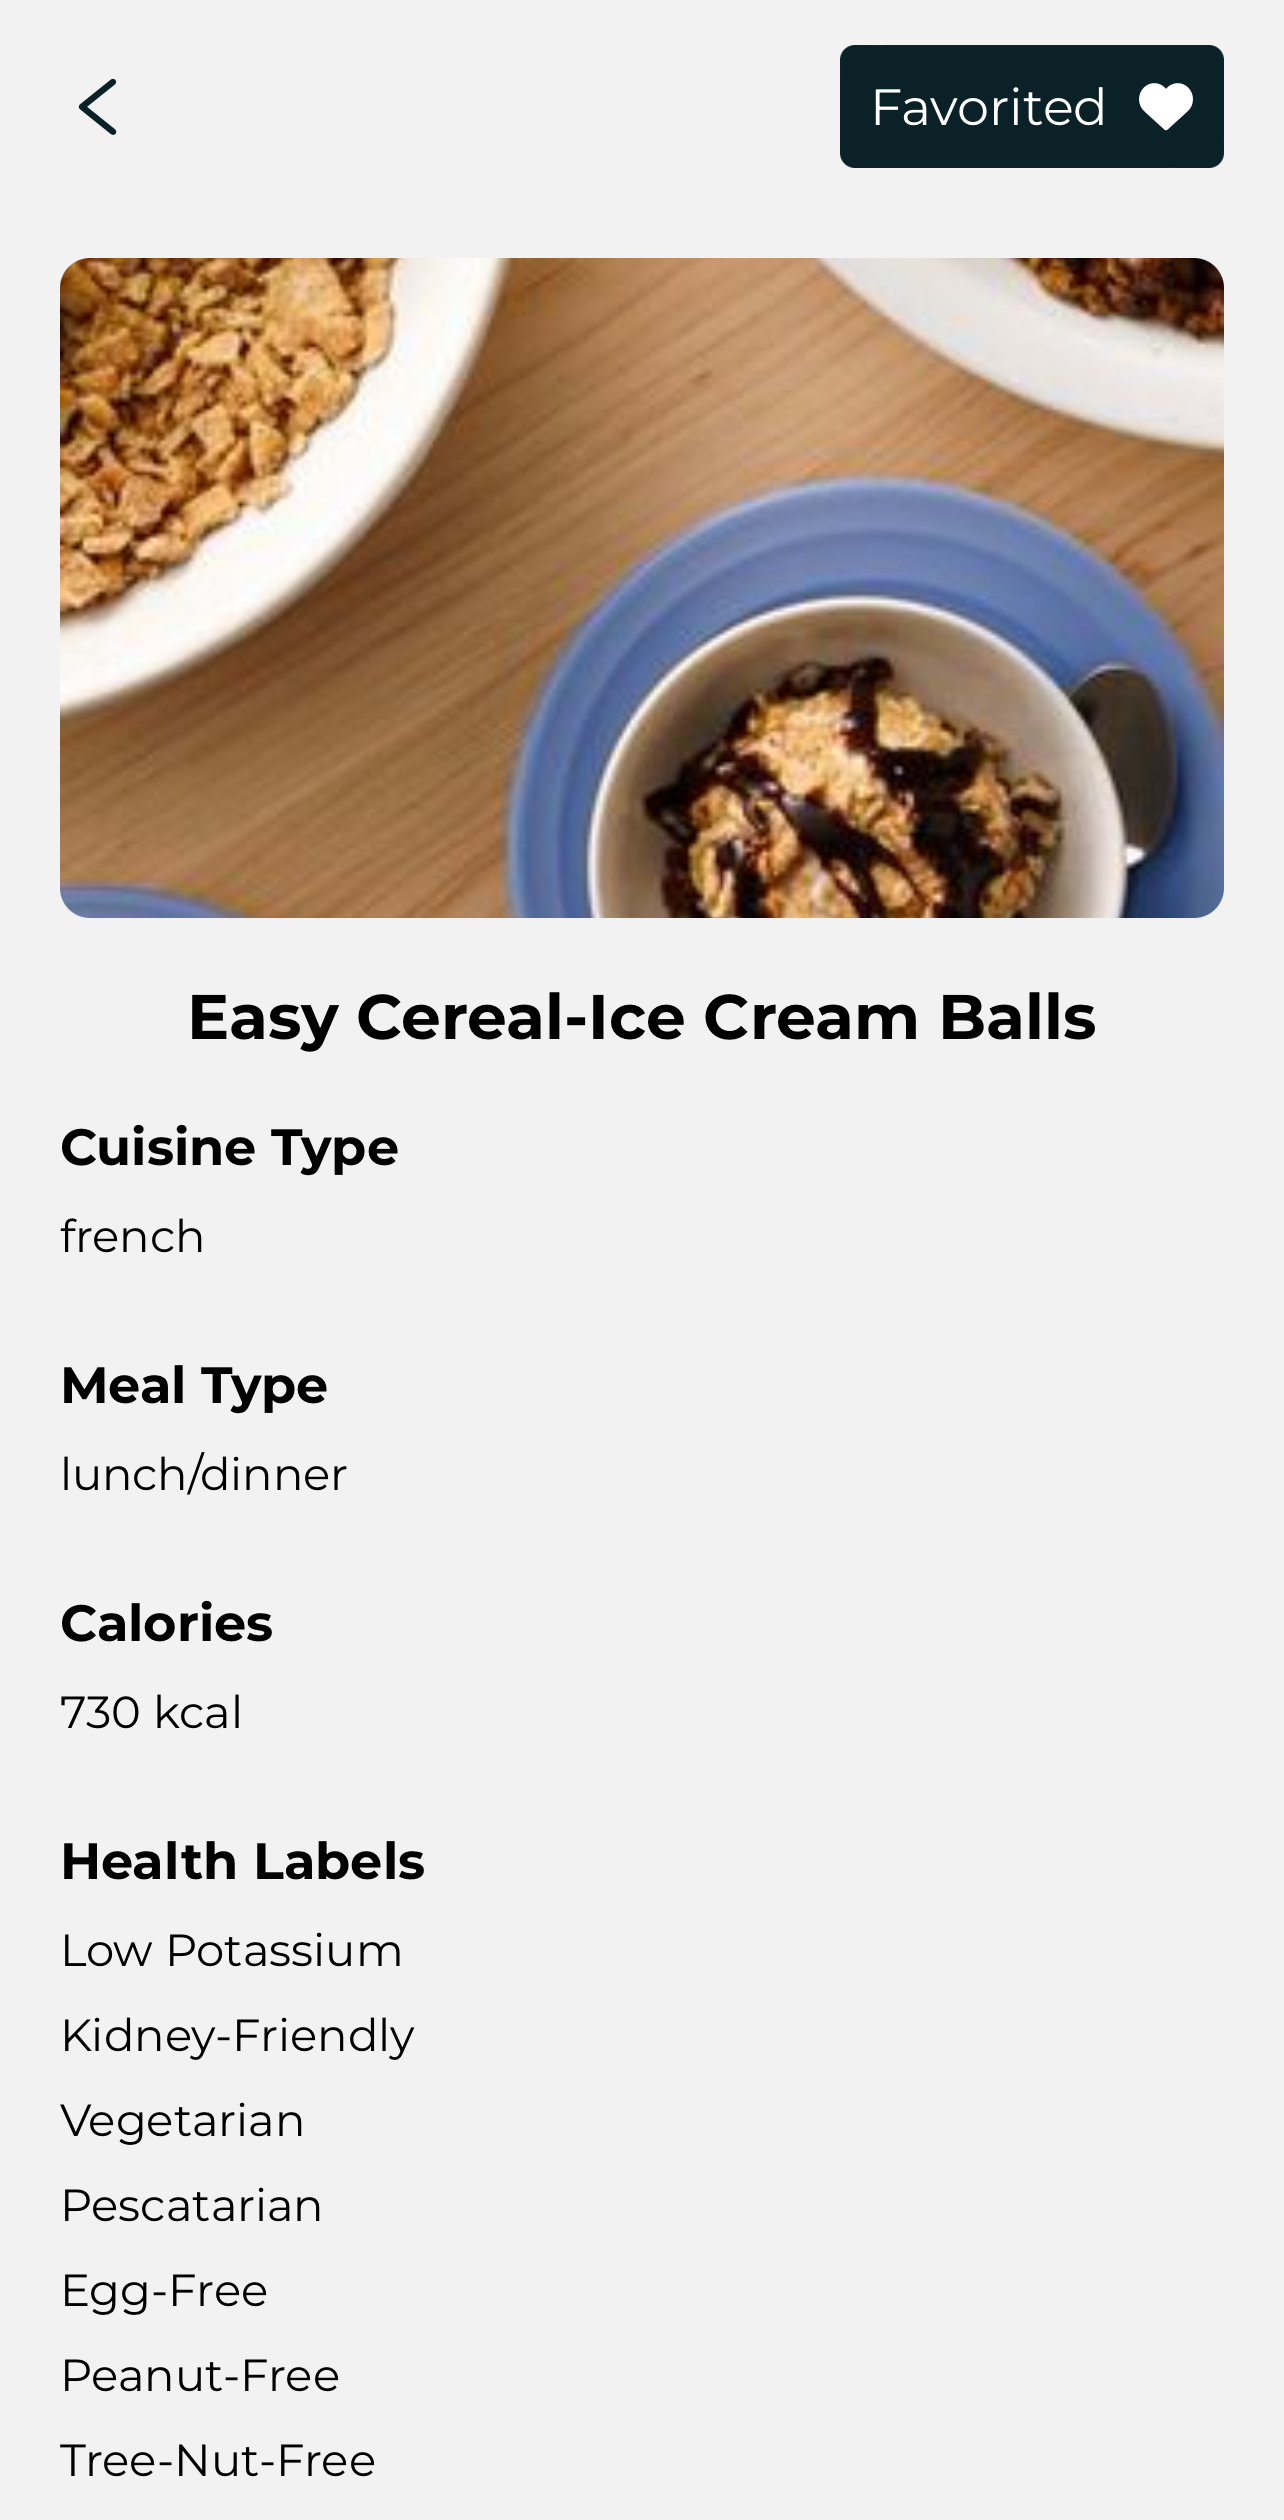 Favorited
Easy Cereal-Ice Cream Balls
Cuisine Type
french
Meal Type
lunch/dinner
Calories
730 kcal
Health Labels
Low Potassium
Kidney-Friendly
Vegetarian
Pescatarian
Egg-Free
Peanut-Free
Tree-Nut-Free